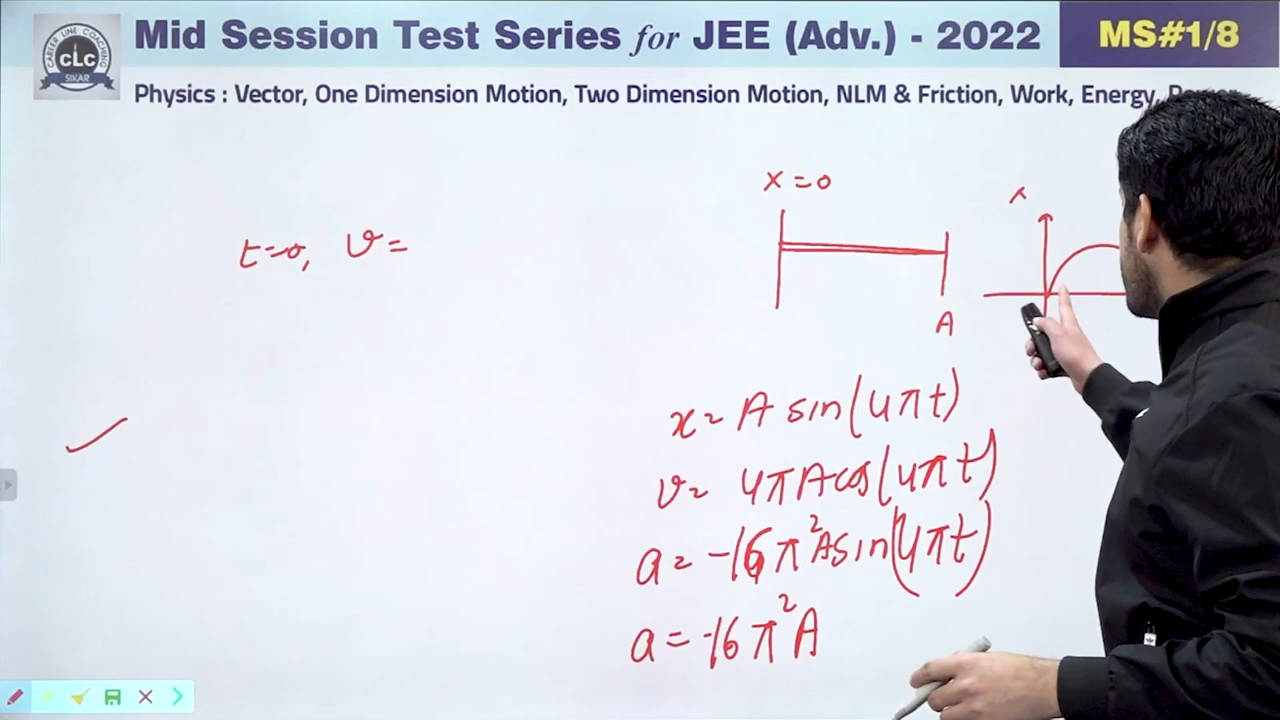 Mid Session Test Series for JEE (Adv.) - 2022
MS#1/8
CAREER LINE COACHING
CLC
SIKAR
Physics : Vector, One Dimension Motion, Two Dimension Motion, NLM & Friction, Work, Energy, Power
x = 0
x
t=0, v =
A
x = A sin(4πt)
v = 4πA cos(4πt)
a = -16π²A sin(4πt)
a = -16π²A